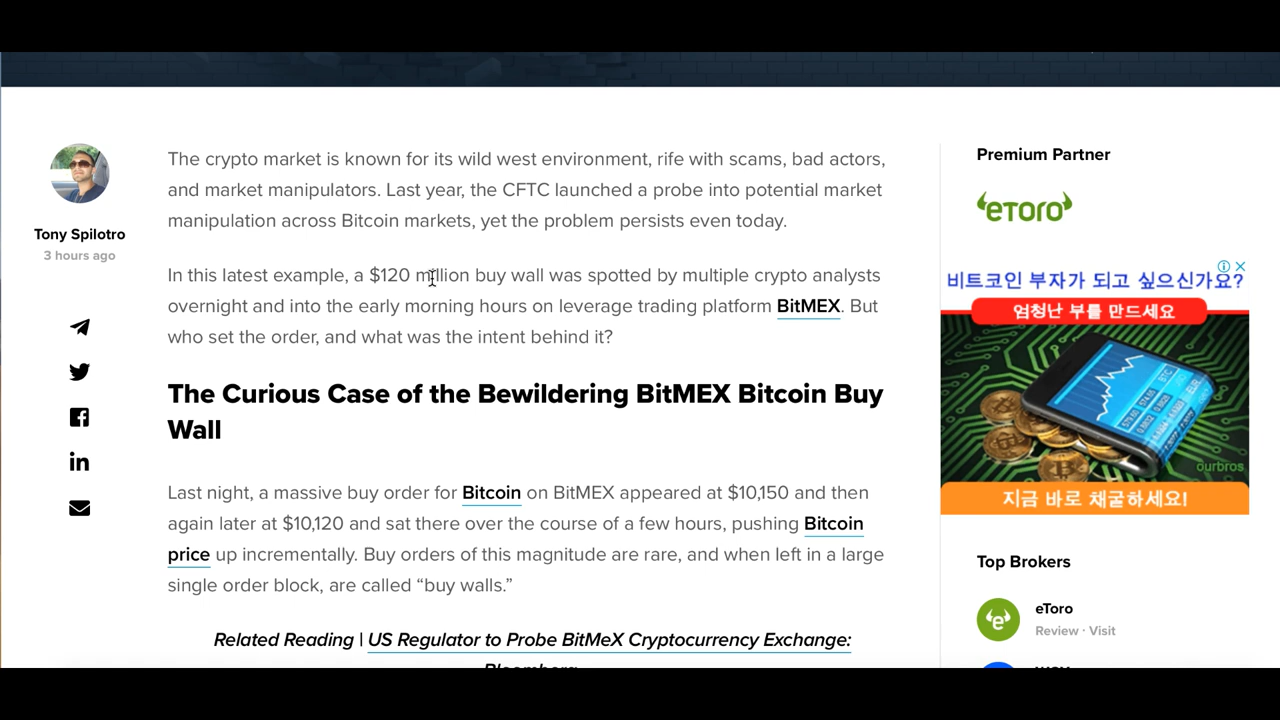 The crypto market is known for its wild west environment, rife with scams, bad actors,
and market manipulators. Last year, the CFTC launched a probe into potential market
manipulation across Bitcoin markets, yet the problem persists even today.
Tony Spilotro
3 hours ago
In this latest example, a $120 million buy wall was spotted by multiple crypto analysts
overnight and into the early morning hours on leverage trading platform BitMEX. But
who set the order, and what was the intent behind it?
The Curious Case of the Bewildering BitMEX Bitcoin Buy
Wall
Last night, a massive buy order for Bitcoin on BitMEX appeared at $10,150 and then
again later at $10,120 and sat there over the course of a few hours, pushing Bitcoin
price up incrementally. Buy orders of this magnitude are rare, and when left in a large
single order block, are called “buy walls.”
Related Reading | US Regulator to Probe BitMeX Cryptocurrency Exchange:
Bloomberg
Premium Partner
eToro
비트코인 부자가 되고 싶으신가요?
엄청난 부를 만드세요
BTC
EUR
ourbros
지금 바로 채굴하세요!
Top Brokers
eToro
Review · Visit